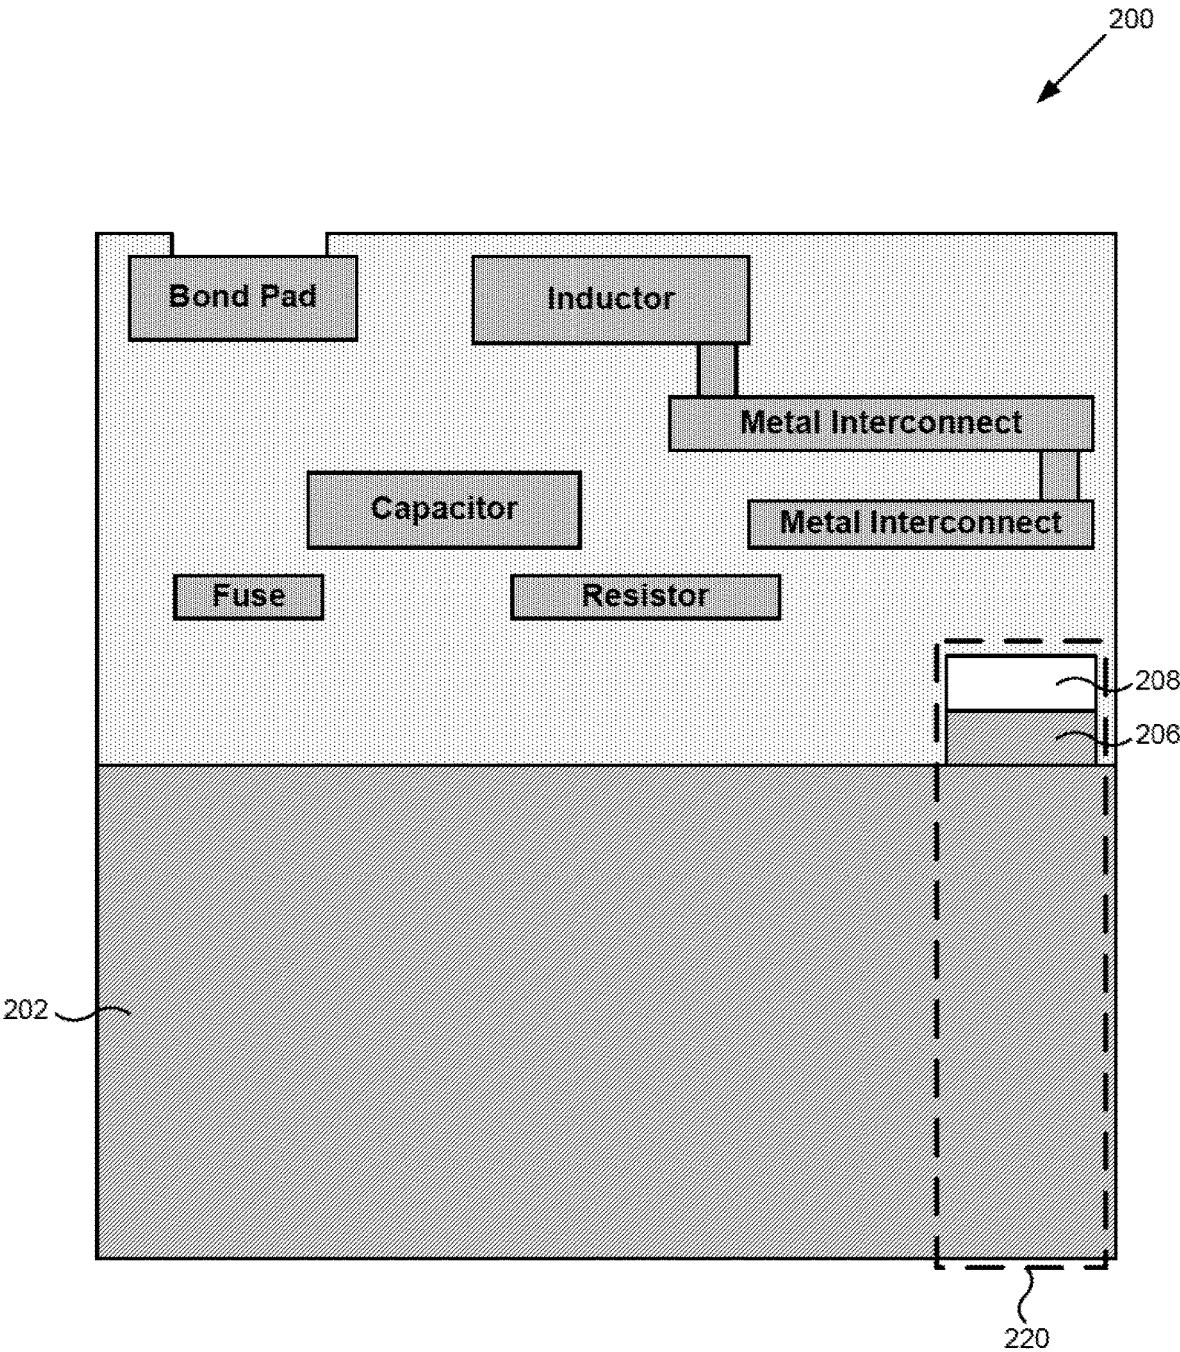 200
Bond Pad
Inductor
Metal Interconnect
Capacitor
Metal Interconnect
Fuse
Resistor
208
206
202
220